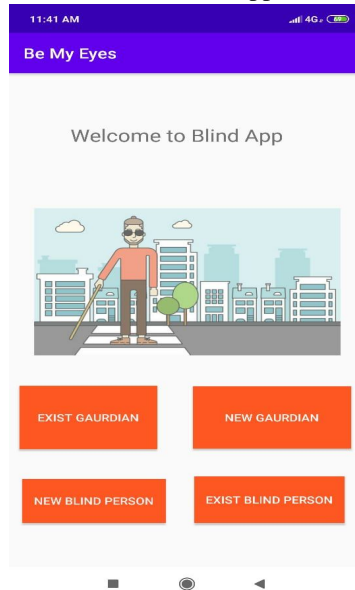 11:41 AM 4G 69
Be My Eyes
Welcome to Blind App
EXIST GAURDIAN NEW GAURDIAN
NEW BLIND PERSON EXIST BLIND PERSON